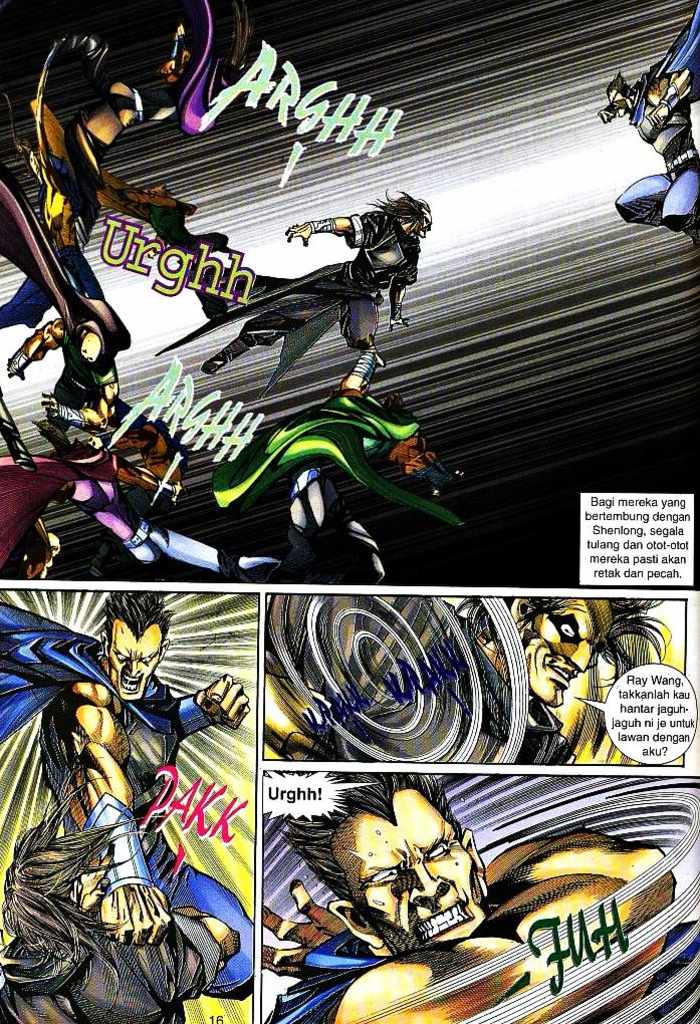 ARGHH
!
Urghh
ARGHH
Bagi mereka yang
bertembung dengan
Shenlong, segala
tulang dan otot-otot
mereka pasti akan
retak dan pecah.
PAKK
!
Ray Wang,
takkanlah kau
hantar jaguh-
jaguh ni je untuk
lawan dengan
aku?
Urghh!
FUH
16